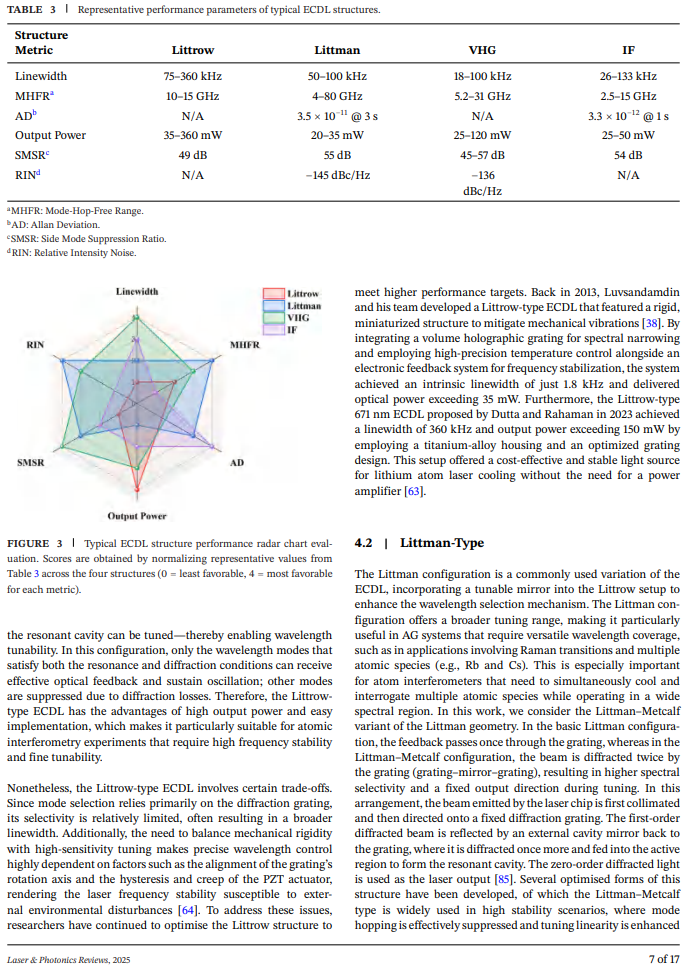 TABLE 3 | Representative performance parameters of typical ECDL structures.
Structure
Metric Littrow Littman VHG IF
Linewidth 75–360 kHz 50–100 kHz 18–100 kHz 26–133 kHz
MHFRᵃ 10–15 GHz 4–80 GHz 5.2–31 GHz 2.5–15 GHz
ADᵇ N/A 3.5 × 10⁻¹¹ @ 3 s N/A 3.3 × 10⁻¹² @ 1 s
Output Power 35–360 mW 20–35 mW 25–120 mW 25–50 mW
SMSRᶜ 49 dB 55 dB 45–57 dB 54 dB
RINᵈ N/A −145 dBc/Hz −136 N/A
dBc/Hz
ᵃMHFR: Mode-Hop-Free Range.
ᵇAD: Allan Deviation.
ᶜSMSR: Side Mode Suppression Ratio.
ᵈRIN: Relative Intensity Noise.
Linewidth
Littrow
Littman
VHG
IF
RIN
MHFR
SMSR
AD
Output Power
FIGURE 3 | Typical ECDL structure performance radar chart eval-
uation. Scores are obtained by normalizing representative values from
Table 3 across the four structures (0 = least favorable, 4 = most favorable
for each metric).
the resonant cavity can be tuned—thereby enabling wavelength
tunability. In this configuration, only the wavelength modes that
satisfy both the resonance and diffraction conditions can receive
effective optical feedback and sustain oscillation; other modes
are suppressed due to diffraction losses. Therefore, the Littrow-
type ECDL has the advantages of high output power and easy
implementation, which makes it particularly suitable for atomic
interferometry experiments that require high frequency stability
and fine tunability.
Nonetheless, the Littrow-type ECDL involves certain trade-offs.
Since mode selection relies primarily on the diffraction grating,
its selectivity is relatively limited, often resulting in a broader
linewidth. Additionally, the need to balance mechanical rigidity
with high-sensitivity tuning makes precise wavelength control
highly dependent on factors such as the alignment of the grating's
rotation axis and the hysteresis and creep of the PZT actuator,
rendering the laser frequency stability susceptible to exter-
nal environmental disturbances [64]. To address these issues,
researchers have continued to optimise the Littrow structure to
meet higher performance targets. Back in 2013, Luvsandamdin
and his team developed a Littrow-type ECDL that featured a rigid,
miniaturized structure to mitigate mechanical vibrations [38]. By
integrating a volume holographic grating for spectral narrowing
and employing high-precision temperature control alongside an
electronic feedback system for frequency stabilization, the system
achieved an intrinsic linewidth of just 1.8 kHz and delivered
optical power exceeding 35 mW. Furthermore, the Littrow-type
671 nm ECDL proposed by Dutta and Rahaman in 2023 achieved
a linewidth of 360 kHz and output power exceeding 150 mW by
employing a titanium-alloy housing and an optimized grating
design. This setup offered a cost-effective and stable light source
for lithium atom laser cooling without the need for a power
amplifier [63].
4.2 | Littman-Type
The Littman configuration is a commonly used variation of the
ECDL, incorporating a tunable mirror into the Littrow setup to
enhance the wavelength selection mechanism. The Littman con-
figuration offers a broader tuning range, making it particularly
useful in AG systems that require versatile wavelength coverage,
such as in applications involving Raman transitions and multiple
atomic species (e.g., Rb and Cs). This is especially important
for atom interferometers that need to simultaneously cool and
interrogate multiple atomic species while operating in a wide
spectral region. In this work, we consider the Littman–Metcalf
variant of the Littman geometry. In the basic Littman configura-
tion, the feedback passes once through the grating, whereas in the
Littman–Metcalf configuration, the beam is diffracted twice by
the grating (grating–mirror–grating), resulting in higher spectral
selectivity and a fixed output direction during tuning. In this
arrangement, the beam emitted by the laser chip is first collimated
and then directed onto a fixed diffraction grating. The first-order
diffracted beam is reflected by an external cavity mirror back to
the grating, where it is diffracted once more and fed into the active
region to form the resonant cavity. The zero-order diffracted light
is used as the laser output [85]. Several optimised forms of this
structure have been developed, of which the Littman–Metcalf
type is widely used in high stability scenarios, where mode
hopping is effectively suppressed and tuning linearity is enhanced
Laser & Photonics Reviews, 2025
7 of 17